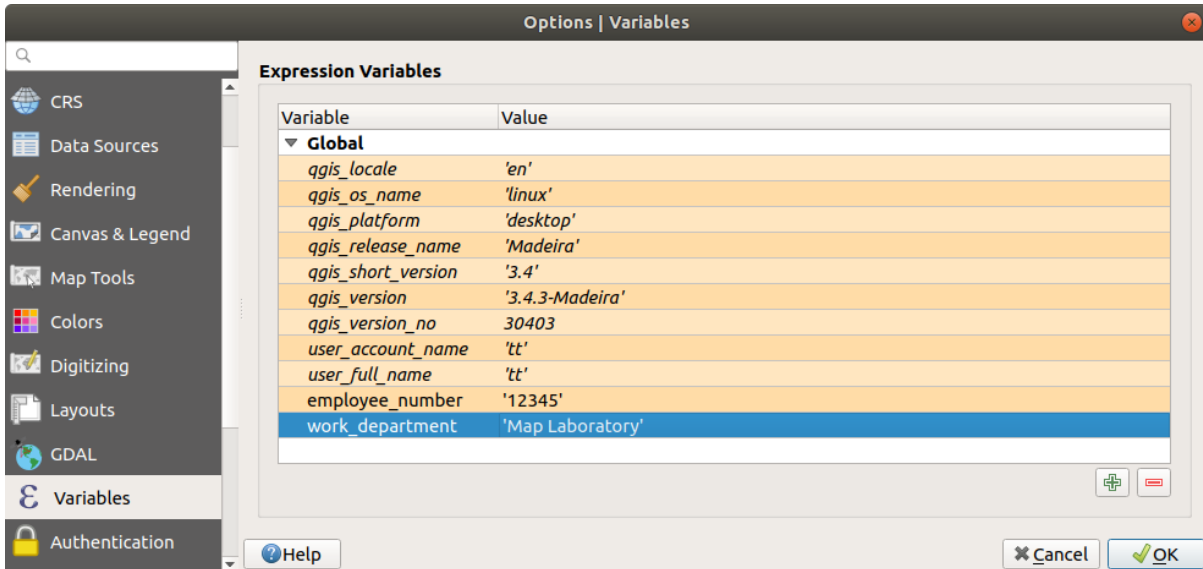 Options | Variables
CRS
Data Sources
Rendering
Canvas & Legend
Map Tools
Colors
Digitizing
Layouts
GDAL
Variables
Authentication
Expression Variables
Variable Value
Global
qgis_locale 'en'
qgis_os_name 'linux'
qgis_platform 'desktop'
qgis_release_name 'Madeira'
qgis_short_version '3.4'
qgis_version '3.4.3-Madeira'
qgis_version_no 30403
user_account_name 'tt'
user_full_name 'tt'
employee_number '12345'
work_department 'Map Laboratory'
Help Cancel OK